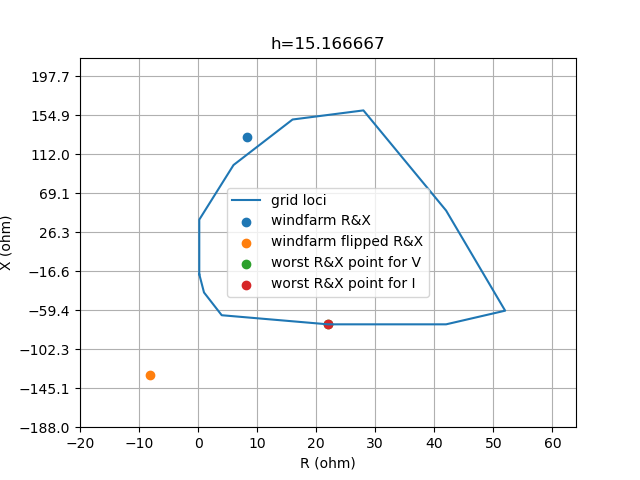 h=15.166667
197.7
154.9
112.0
69.1
26.3
−16.6
−59.4
−102.3
−145.1
−188.0
X (ohm)
grid loci
windfarm R&X
windfarm flipped R&X
worst R&X point for V
worst R&X point for I
−20
−10
0
10
20
30
40
50
60
R (ohm)